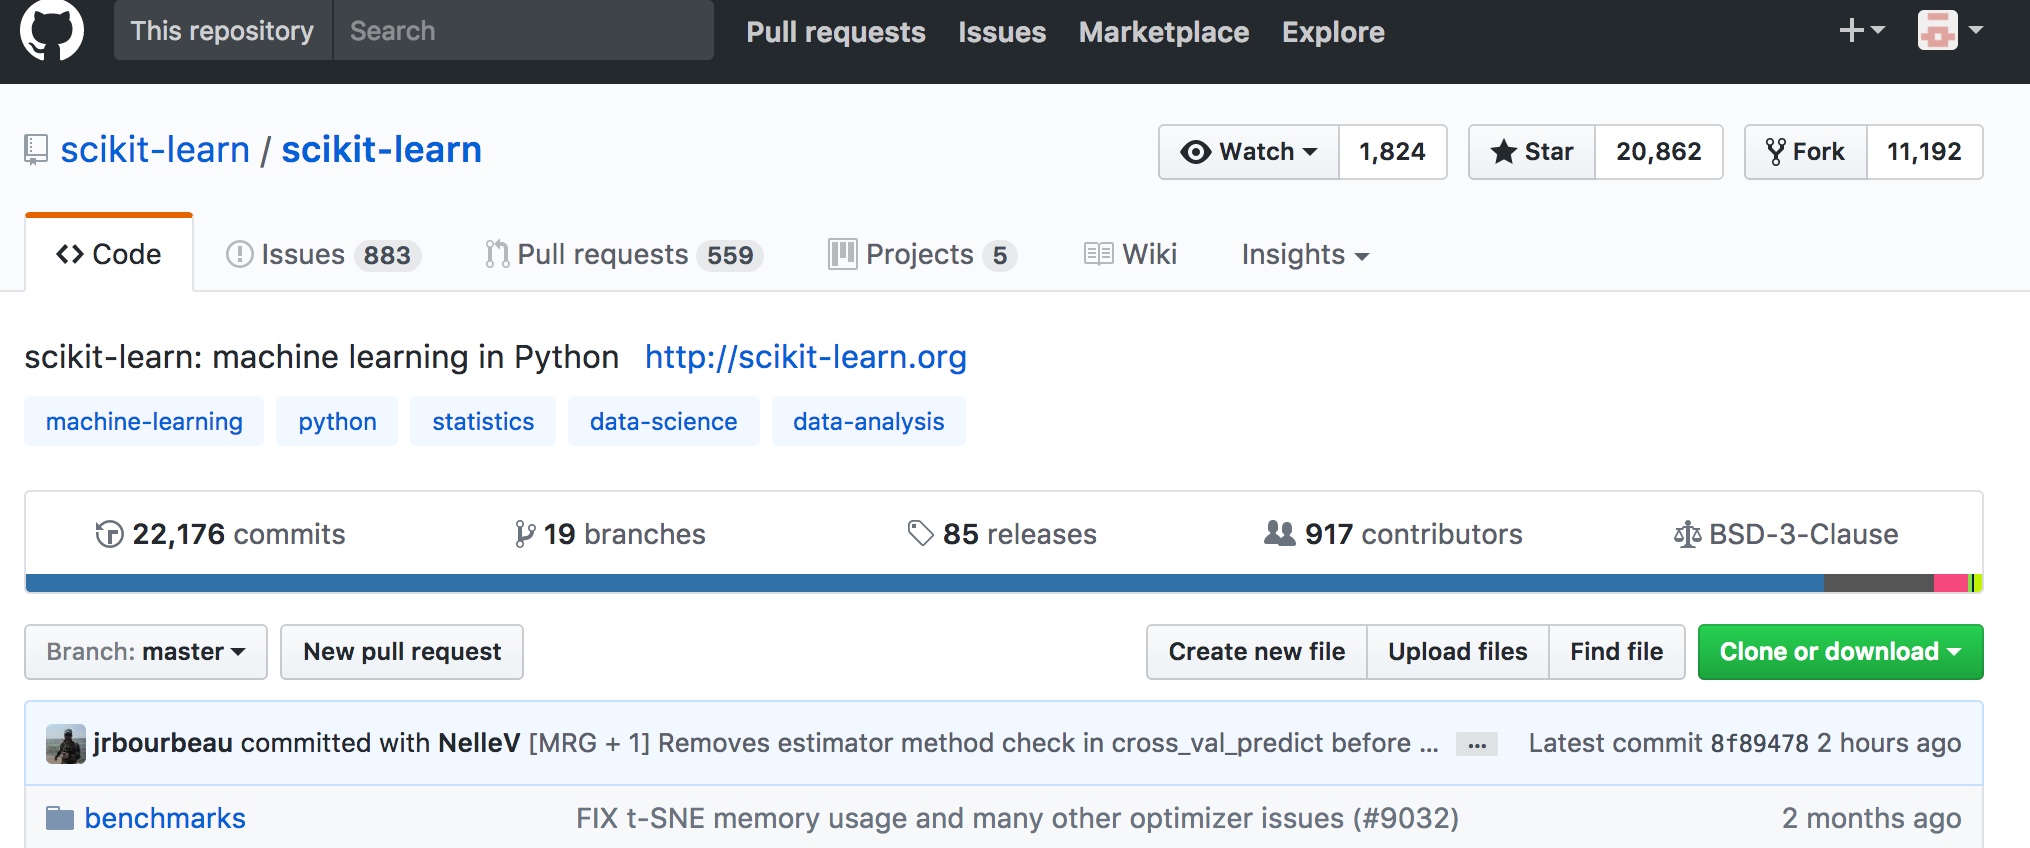 This repository Search Pull requests Issues Marketplace Explore
scikit-learn / scikit-learn Watch 1,824 Star 20,862 Fork 11,192
Code Issues 883 Pull requests 559 Projects 5 Wiki Insights
scikit-learn: machine learning in Python http://scikit-learn.org
machine-learning python statistics data-science data-analysis
22,176 commits 19 branches 85 releases 917 contributors BSD-3-Clause
Branch: master New pull request Create new file Upload files Find file Clone or download
jrbourbeau committed with NelleV [MRG + 1] Removes estimator method check in cross_val_predict before ... ... Latest commit 8f89478 2 hours ago
benchmarks FIX t-SNE memory usage and many other optimizer issues (#9032) 2 months ago